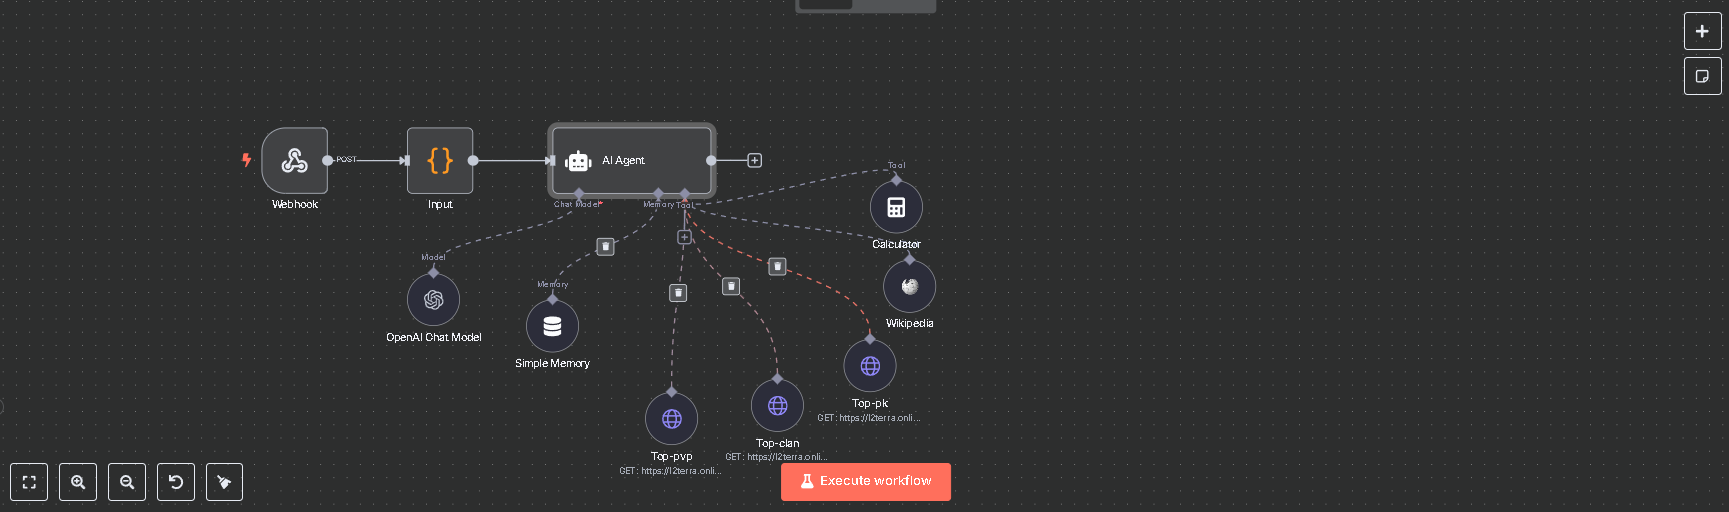 POST
AI Agent
Webhook
Input
Chat Model*
Memory
Tool
Tool
Calculator
Model
OpenAI Chat Model
Memory
Simple Memory
Wikipedia
Top-pk
GET: https://l2terra.onli...
Top-clan
GET: https://l2terra.onli...
Top-pvp
GET: https://l2terra.onli...
Execute workflow